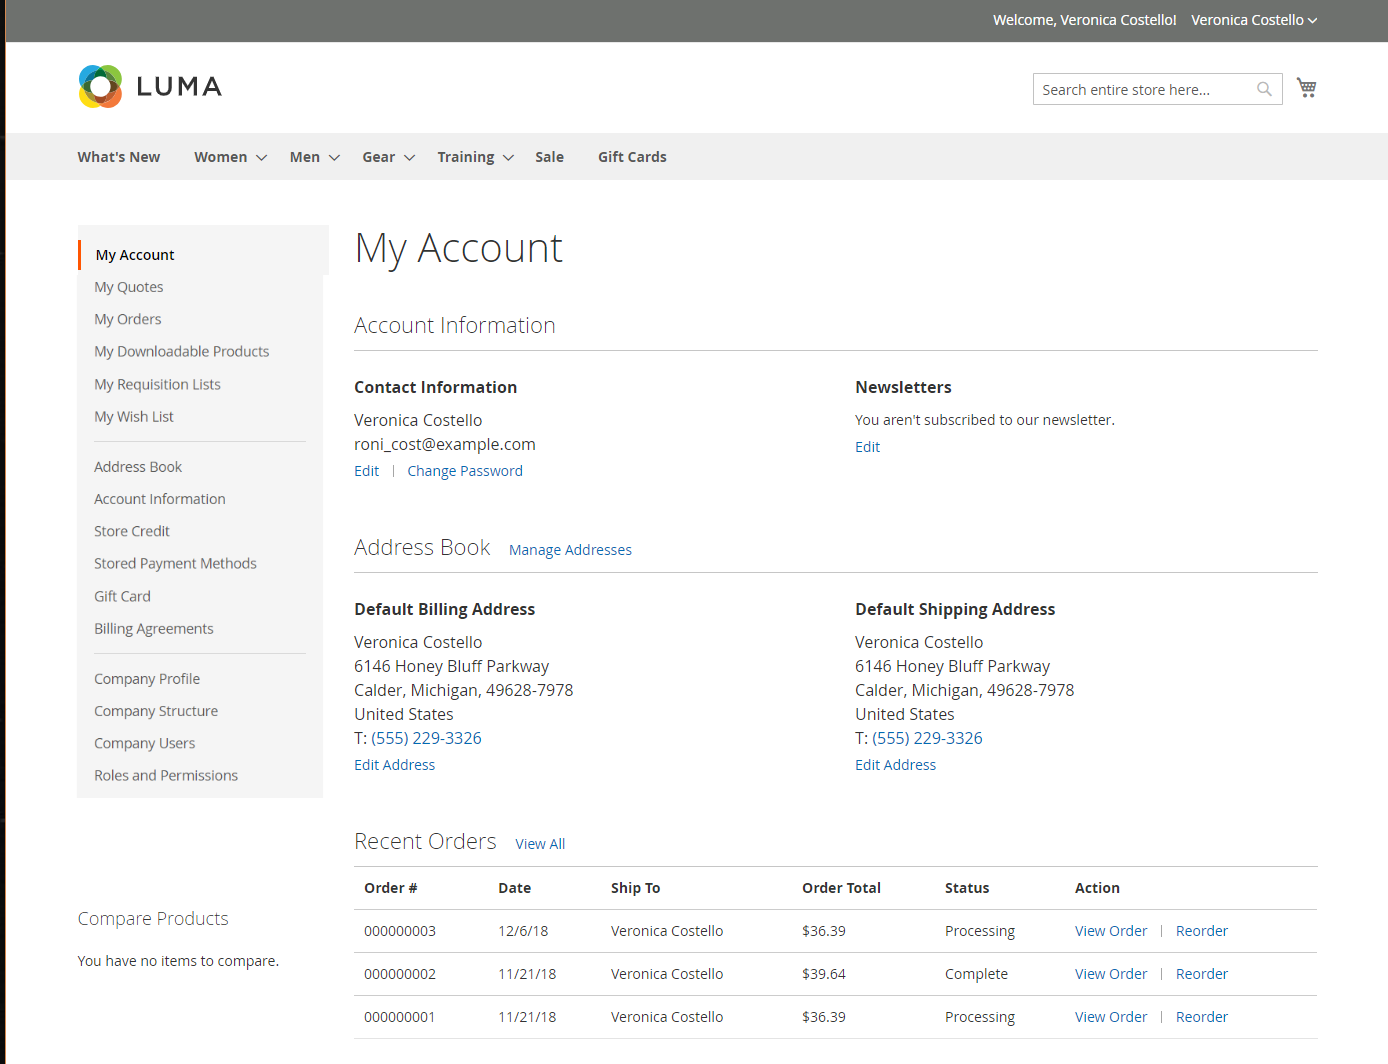 Welcome, Veronica Costello! Veronica Costello
LUMA
Search entire store here...
What's New Women Men Gear Training Sale Gift Cards
My Account
My Quotes
My Orders
My Downloadable Products
My Requisition Lists
My Wish List
Address Book
Account Information
Store Credit
Stored Payment Methods
Gift Card
Billing Agreements
Company Profile
Company Structure
Company Users
Roles and Permissions
Compare Products
You have no items to compare.
My Account
Account Information
Contact Information
Veronica Costello
roni_cost@example.com
Edit | Change Password
Newsletters
You aren't subscribed to our newsletter.
Edit
Address Book Manage Addresses
Default Billing Address
Veronica Costello
6146 Honey Bluff Parkway
Calder, Michigan, 49628-7978
United States
T: (555) 229-3326
Edit Address
Default Shipping Address
Veronica Costello
6146 Honey Bluff Parkway
Calder, Michigan, 49628-7978
United States
T: (555) 229-3326
Edit Address
Recent Orders View All
Order # Date Ship To Order Total Status Action
000000003 12/6/18 Veronica Costello $36.39 Processing View Order | Reorder
000000002 11/21/18 Veronica Costello $39.64 Complete View Order | Reorder
000000001 11/21/18 Veronica Costello $36.39 Processing View Order | Reorder